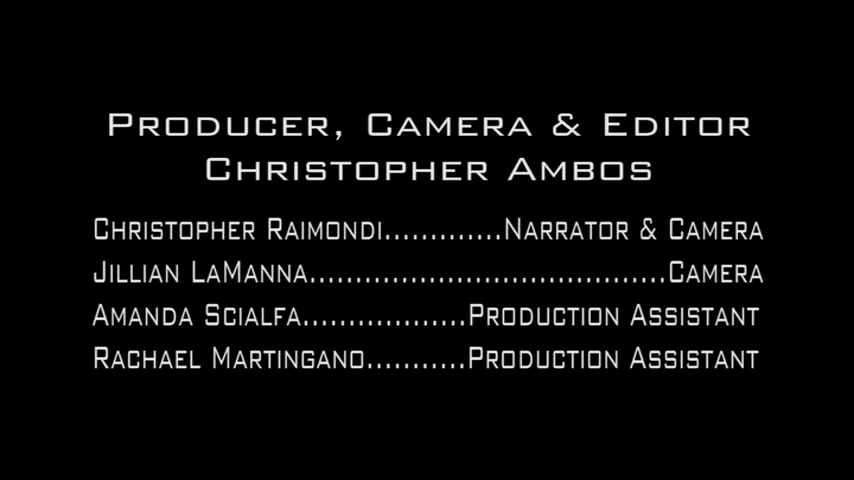 Producer, Camera & Editor
Christopher Ambos
Christopher Raimondi.............Narrator & Camera
Jillian LaManna.......................................Camera
Amanda Scialfa..................Production Assistant
Rachael Martingano...........Production Assistant